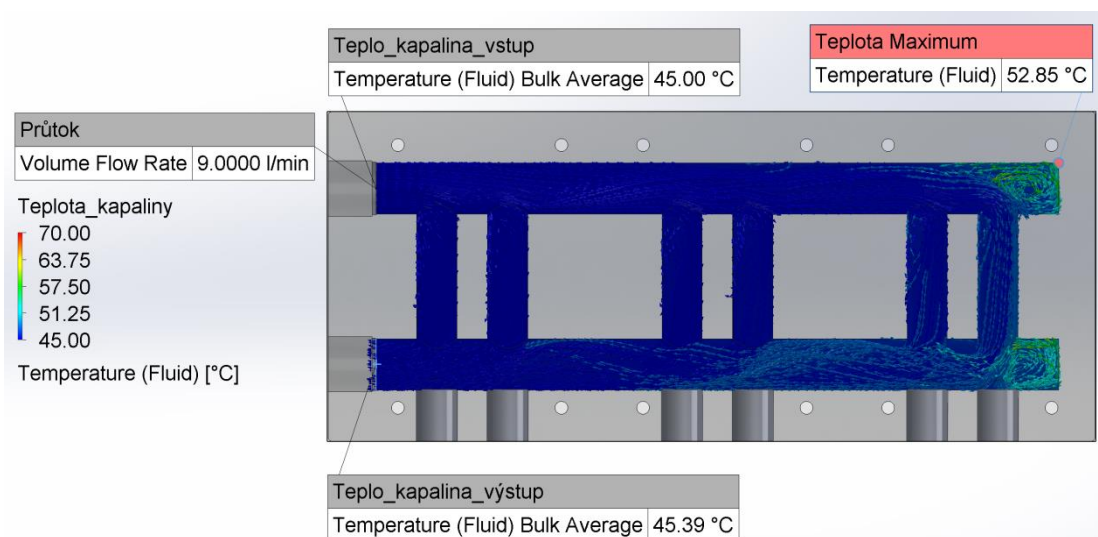 Teplo_kapalina_vstup
Temperature (Fluid) Bulk Average 45.00 °C
Teplota Maximum
Temperature (Fluid) 52.85 °C
Průtok
Volume Flow Rate 9.0000 l/min
Teplota_kapaliny
70.00
63.75
57.50
51.25
45.00
Temperature (Fluid) [°C]
Teplo_kapalina_výstup
Temperature (Fluid) Bulk Average 45.39 °C